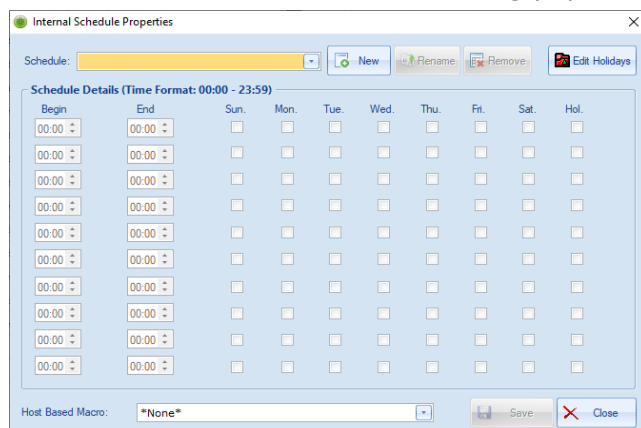 Internal Schedule Properties
Schedule: New Rename Remove Edit Holidays
Schedule Details (Time Format: 00:00 - 23:59)
Begin End Sun. Mon. Tue. Wed. Thu. Fri. Sat. Hol.
00:00 00:00
00:00 00:00
00:00 00:00
00:00 00:00
00:00 00:00
00:00 00:00
00:00 00:00
00:00 00:00
00:00 00:00
00:00 00:00
Host Based Macro: *None* Save Close